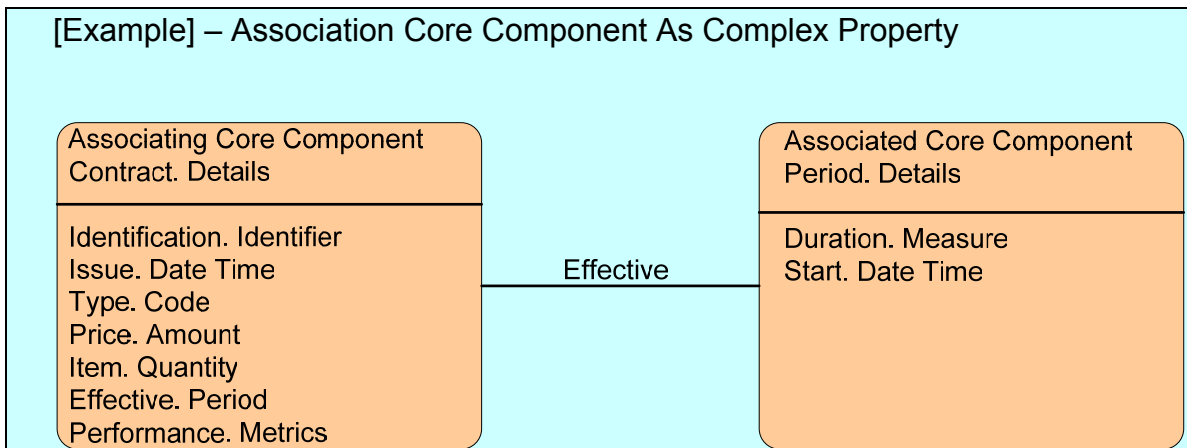 [Example] – Association Core Component As Complex Property
Associating Core Component
Contract. Details
Identification. Identifier
Issue. Date Time
Type. Code
Price. Amount
Item. Quantity
Effective. Period
Performance. Metrics
Effective
Associated Core Component
Period. Details
Duration. Measure
Start. Date Time